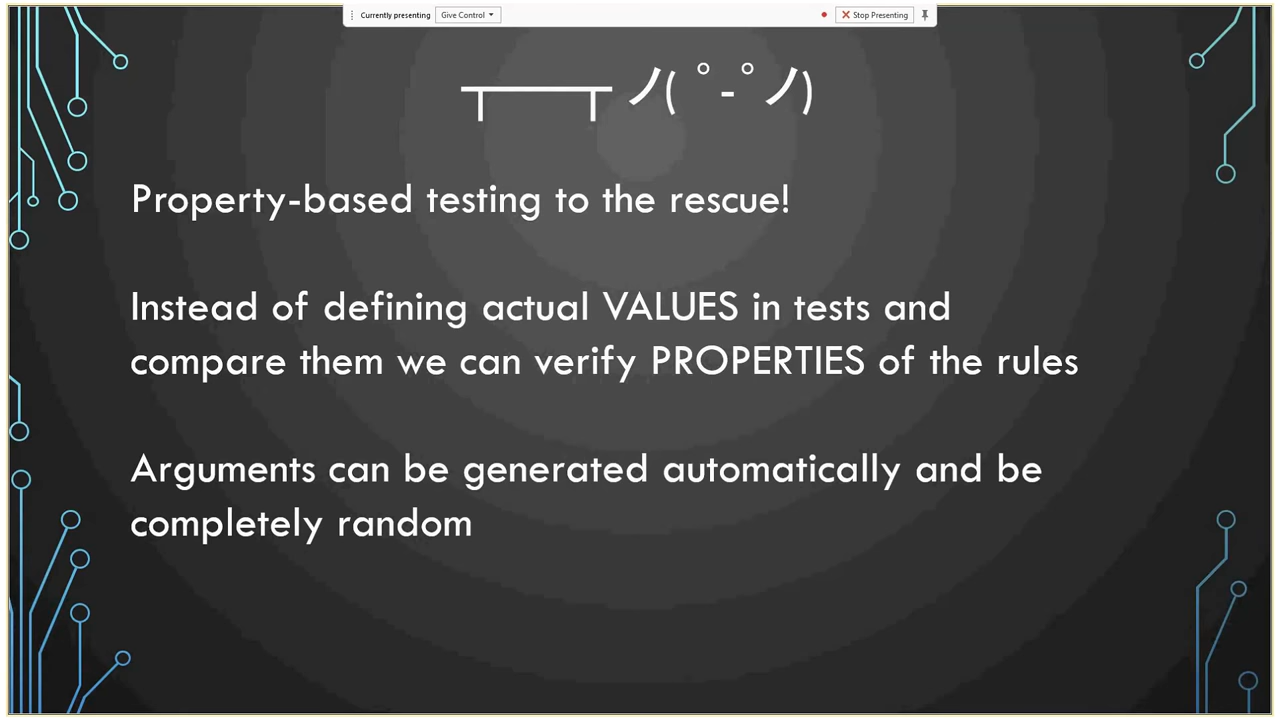 Currently presenting Give Control Stop Presenting
┬──┬ ノ( ゜-゜ノ)
Property-based testing to the rescue!
Instead of defining actual VALUES in tests and
compare them we can verify PROPERTIES of the rules
Arguments can be generated automatically and be
completely random